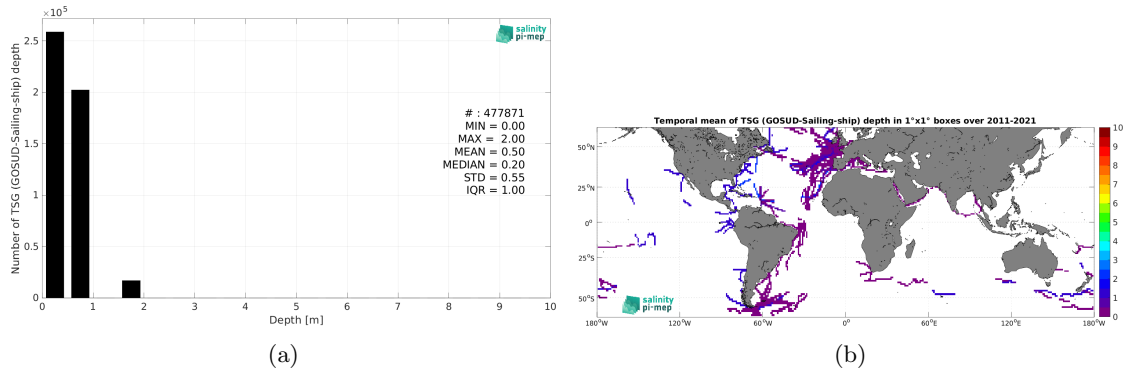 ×10⁵
Number of TSG (GOSUD-Sailing-ship) depth
2.5
2
1.5
1
0.5
0
0 1 2 3 4 5 6 7 8 9 10
Depth [m]
salinity
pi-mep
# : 477871
MIN = 0.00
MAX = 2.00
MEAN = 0.50
MEDIAN = 0.20
STD = 0.55
IQR = 1.00
(a)
Temporal mean of TSG (GOSUD-Sailing-ship) depth in 1°x1° boxes over 2011-2021
50°N
25°N
0°
25°S
50°S
180°W 120°W 60°W 0° 60°E 120°E 180°W
salinity
pi-mep
10
9
8
7
6
5
4
3
2
1
0
(b)